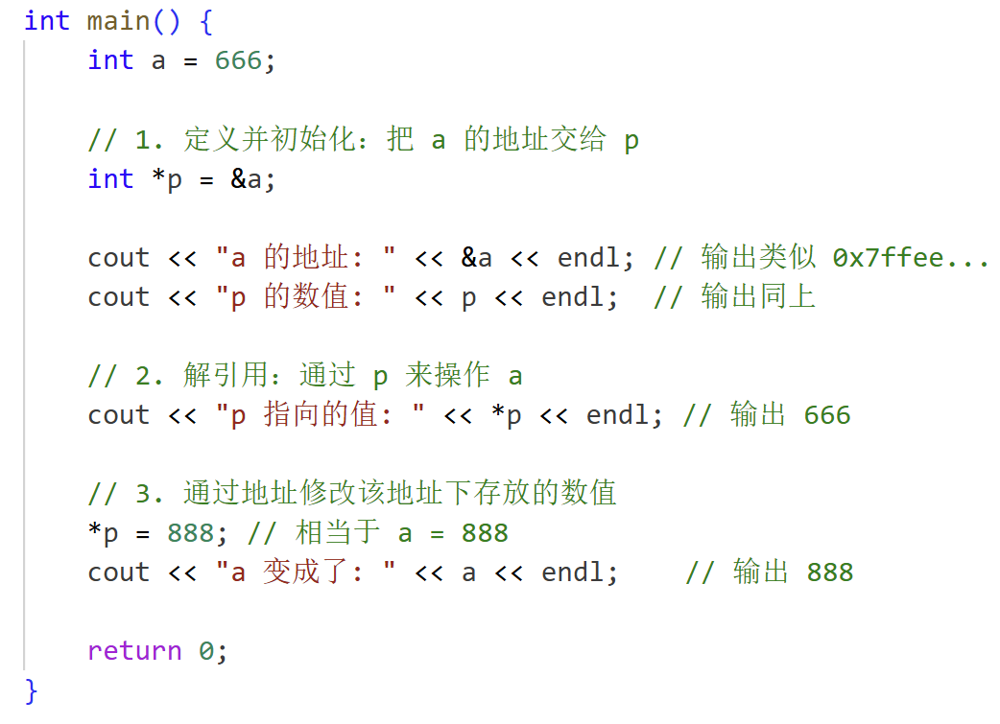 int main() {
    int a = 666;

    // 1. 定义并初始化：把 a 的地址交给 p
    int *p = &a;

    cout << "a 的地址: " << &a << endl; // 输出类似 0x7ffee...
    cout << "p 的数值: " << p << endl;  // 输出同上

    // 2. 解引用：通过 p 来操作 a
    cout << "p 指向的值: " << *p << endl; // 输出 666

    // 3. 通过地址修改该地址下存放的数值
    *p = 888; // 相当于 a = 888
    cout << "a 变成了: " << a << endl;    // 输出 888

    return 0;
}